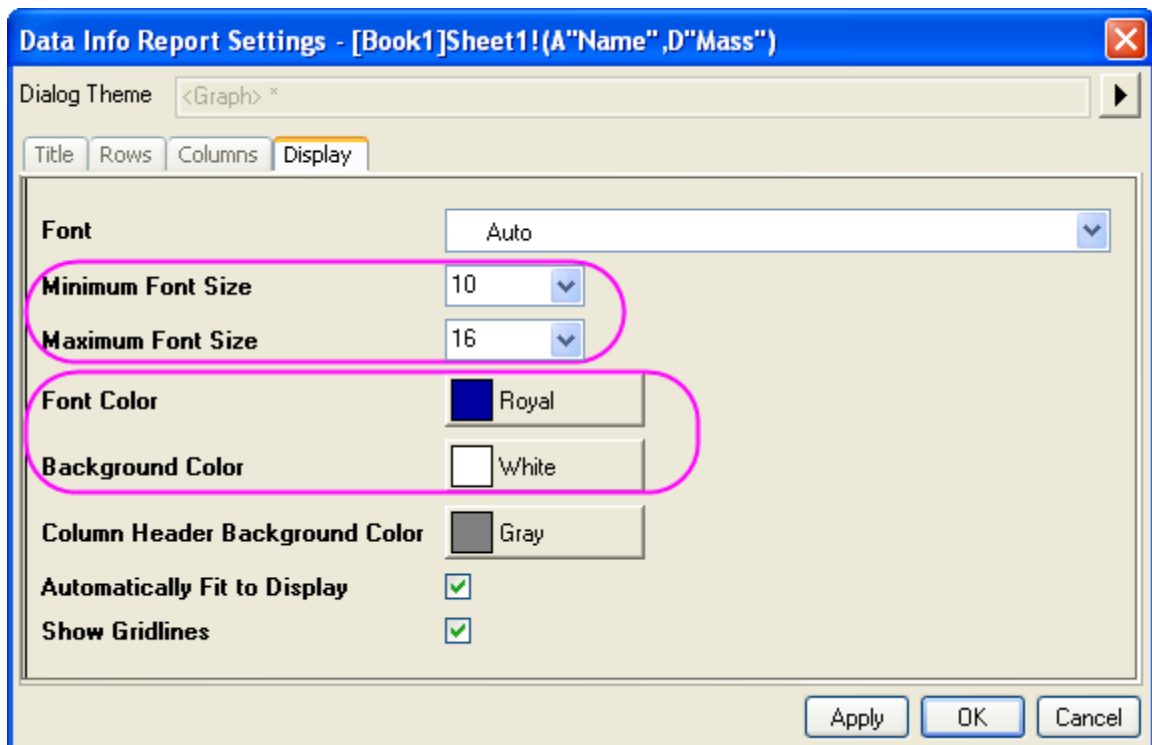 Data Info Report Settings - [Book1]Sheet1!(A"Name",D"Mass")
Dialog Theme <Graph> *
Title Rows Columns Display
Font Auto
Minimum Font Size 10
Maximum Font Size 16
Font Color Royal
Background Color White
Column Header Background Color Gray
Automatically Fit to Display
Show Gridlines
Apply OK Cancel